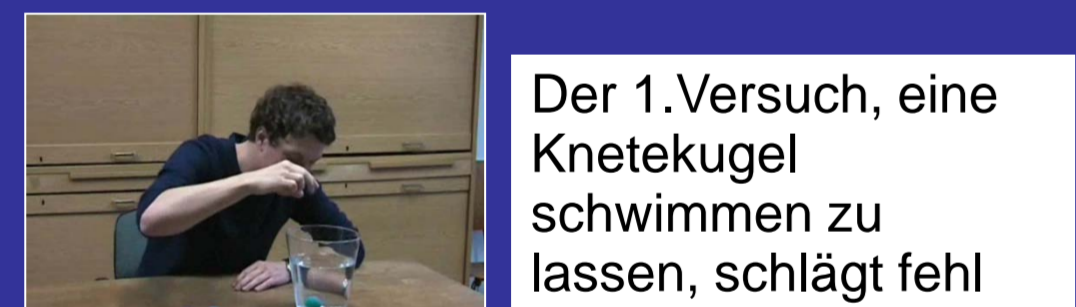 Der 1.Versuch, eine
Knetekugel
schwimmen zu
lassen, schlägt fehl